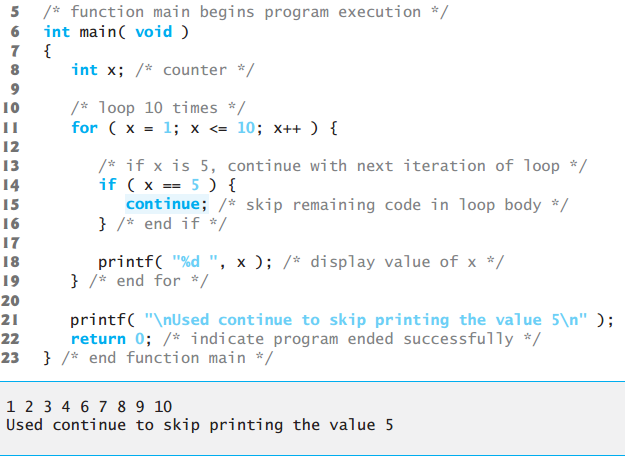 5 /* function main begins program execution */
6 int main( void )
7 {
8 int x; /* counter */
9
10 /* loop 10 times */
11 for ( x = 1; x <= 10; x++ ) {
12
13 /* if x is 5, continue with next iteration of loop */
14 if ( x == 5 ) {
15 continue; /* skip remaining code in loop body */
16 } /* end if */
17
18 printf( "%d ", x ); /* display value of x */
19 } /* end for */
20
21 printf( "\nUsed continue to skip printing the value 5\n" );
22 return 0; /* indicate program ended successfully */
23 } /* end function main */
1 2 3 4 6 7 8 9 10
Used continue to skip printing the value 5